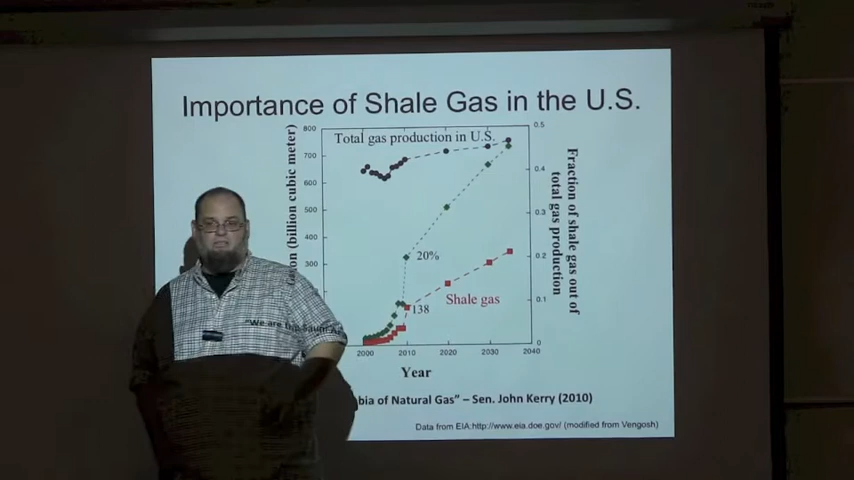 Importance of Shale Gas in the U.S.
800
700
600
500
400
300
(billion cubic meter)
Total gas production in U.S.
20%
138
Shale gas
0.5
0.4
0.3
0.2
0.1
0
Fraction of shale gas out of
total gas production
2000
2010
2020
2030
2040
Year
"We are the Saudi
of Natural Gas" – Sen. John Kerry (2010)
Data from EIA:http://www.eia.doe.gov/ (modified from Vengosh)